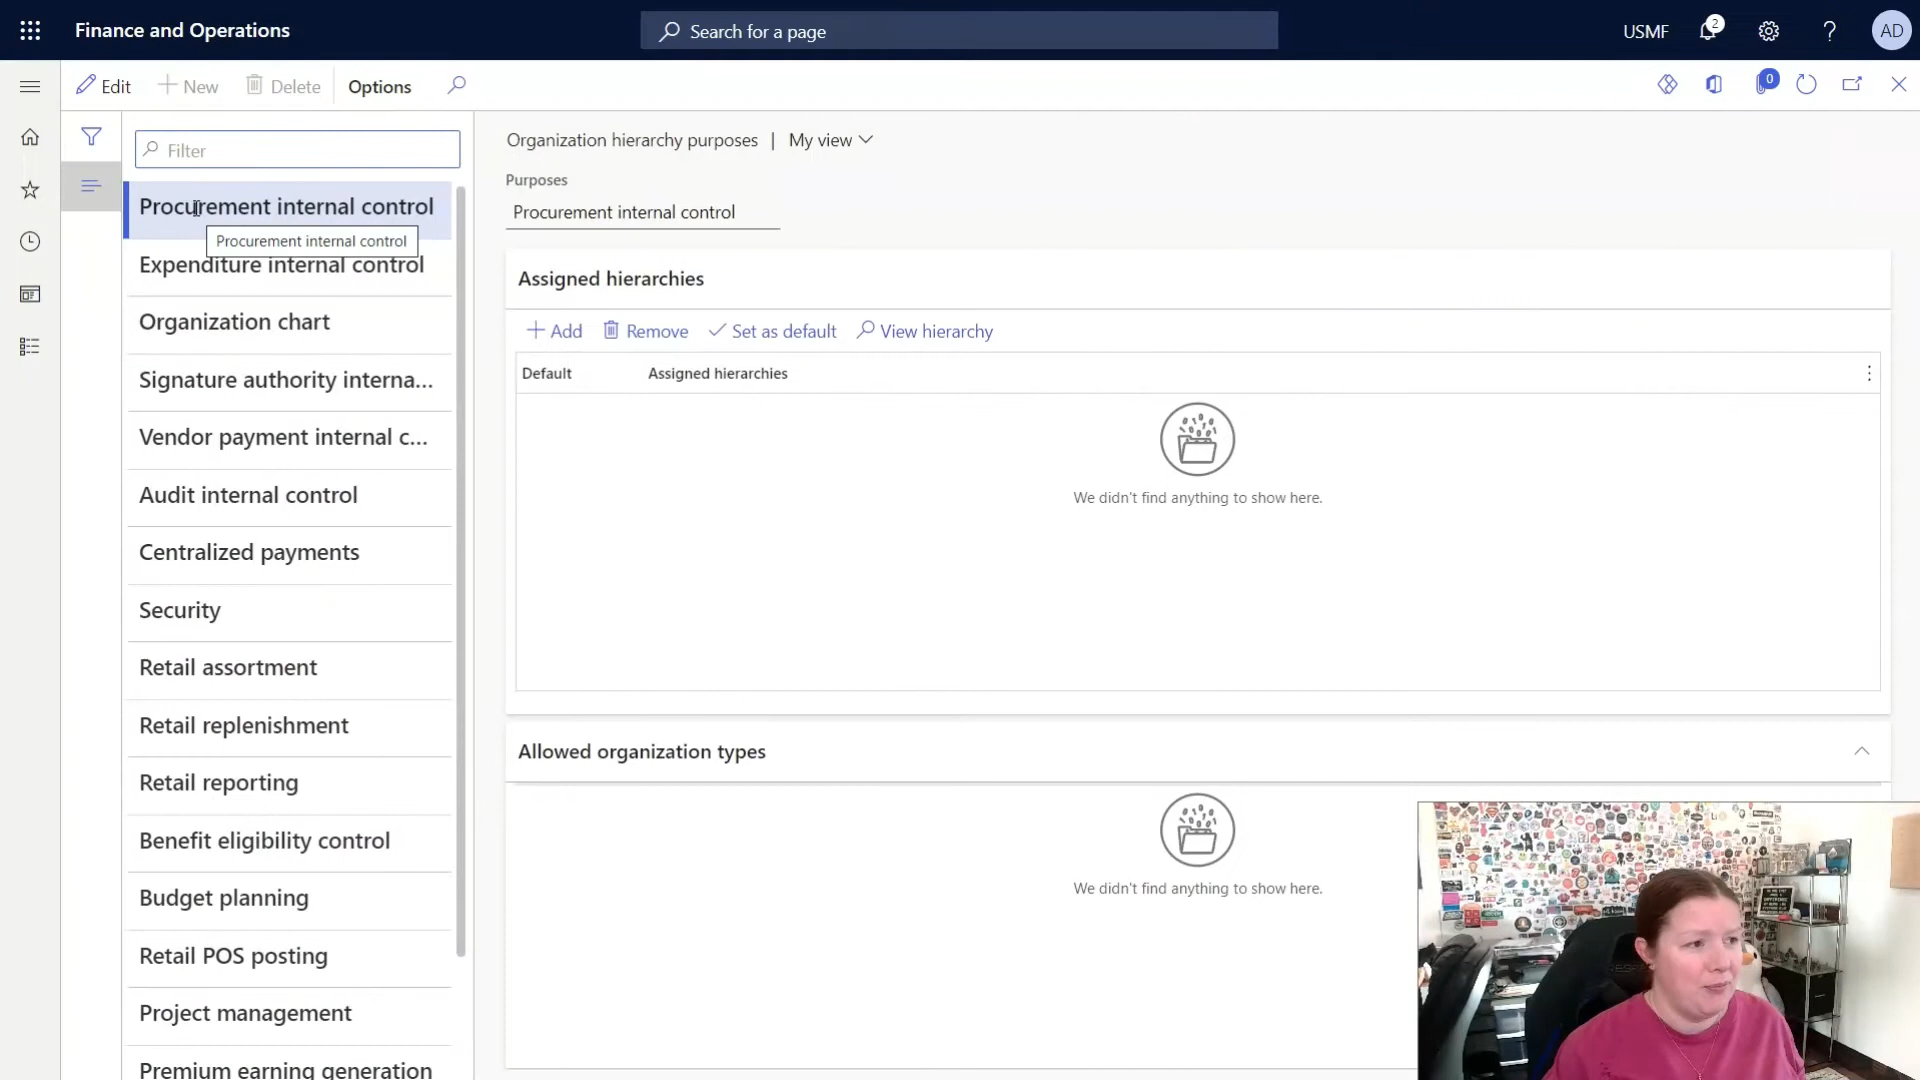 Finance and Operations
Search for a page
USMF
2
AD
Edit
New
Delete
Options
0
Filter
Organization hierarchy purposes | My view
Purposes
Procurement internal control
Procurement internal control
Procurement internal control
Expenditure internal control
Organization chart
Signature authority interna...
Vendor payment internal c...
Audit internal control
Centralized payments
Security
Retail assortment
Retail replenishment
Retail reporting
Benefit eligibility control
Budget planning
Retail POS posting
Project management
Premium earning generation
Assigned hierarchies
Add
Remove
Set as default
View hierarchy
Default
Assigned hierarchies
We didn't find anything to show here.
Allowed organization types
We didn't find anything to show here.